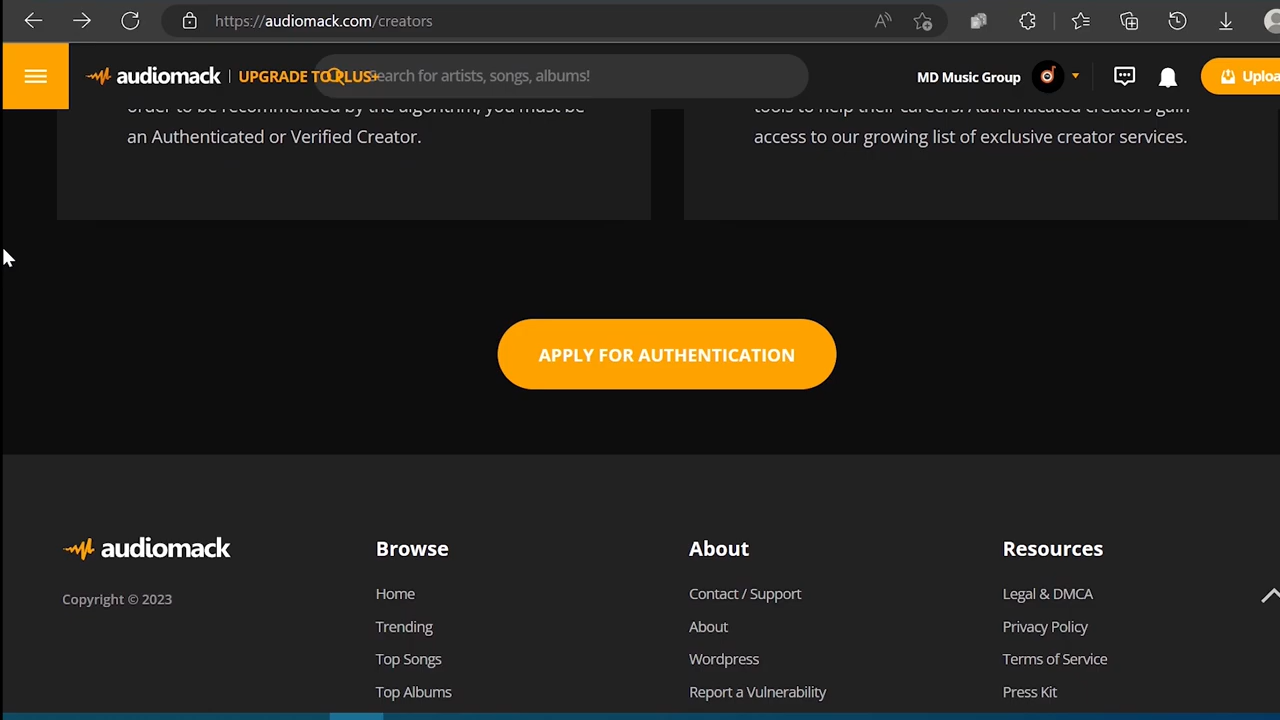 https://audiomack.com/creators
audiomack
UPGRADE TO PLUS+
Search for artists, songs, albums!
MD Music Group
order to be recommended by the algorithm, you must be
an Authenticated or Verified Creator.
tools to help their careers. Authenticated creators gain
access to our growing list of exclusive creator services.
APPLY FOR AUTHENTICATION
audiomack
Copyright © 2023
Browse
Home
Trending
Top Songs
Top Albums
About
Contact / Support
About
Wordpress
Report a Vulnerability
Resources
Legal & DMCA
Privacy Policy
Terms of Service
Press Kit